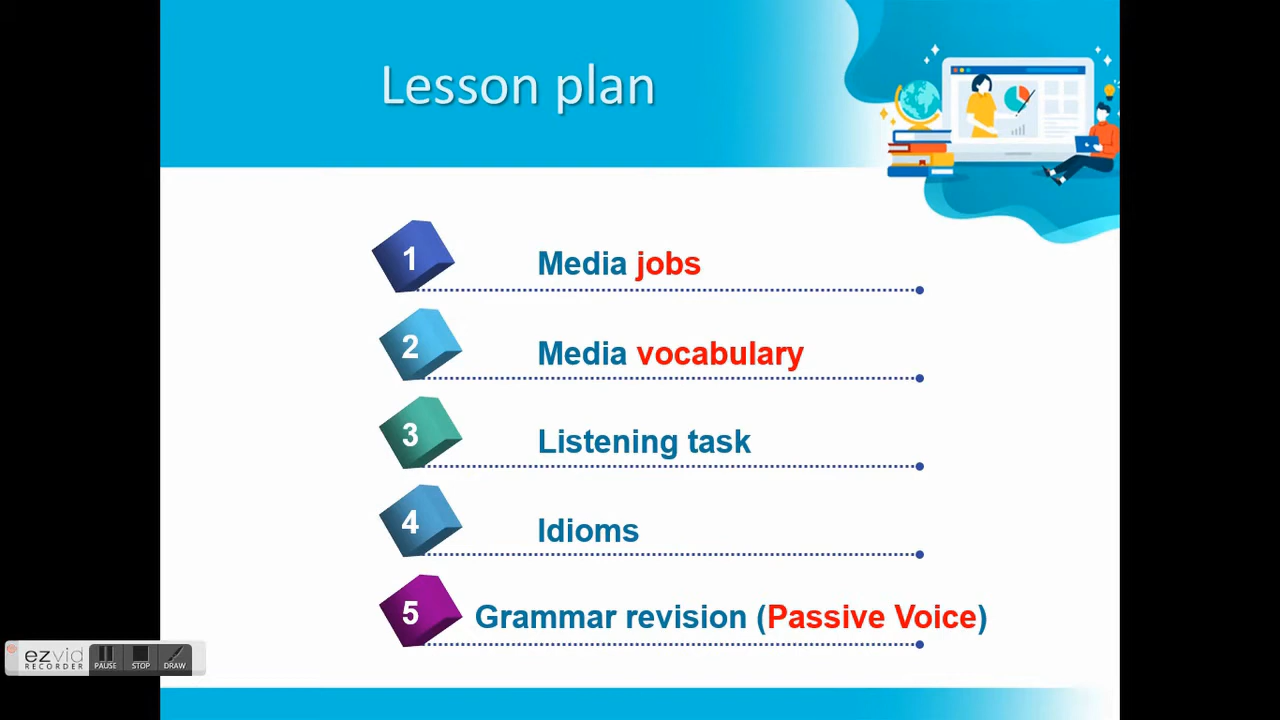 Lesson plan
1 Media jobs
2 Media vocabulary
3 Listening task
4 Idioms
5 Grammar revision (Passive Voice)
ezvid
RECORDER
PAUSE STOP DRAW